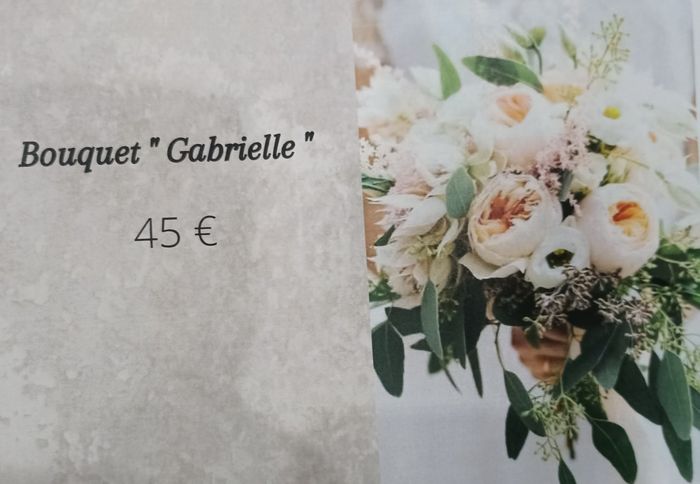 Bouquet " Gabrielle "
45 €